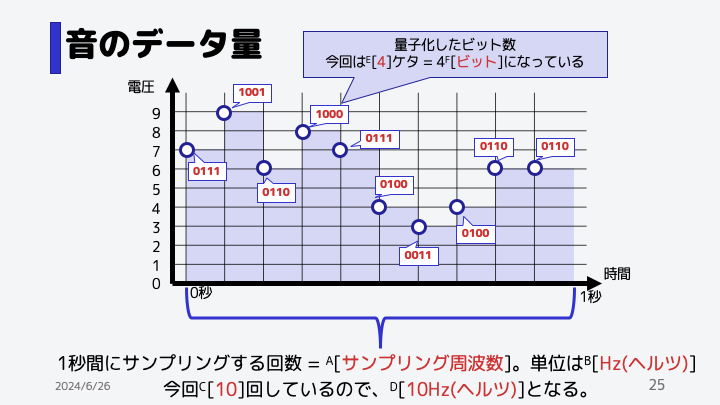 音のデータ量
量子化したビット数
今回はE[4]ケタ = 4F[ビット]になっている
電圧
1001
1000
9
8
0111
0110
0110
7
6
0111
0100
5
0110
4
3
0100
0011
2
1
0
時間
0秒
1秒
1秒間にサンプリングする回数 = A[サンプリング周波数]。単位はB[Hz(ヘルツ)]
今回C[10]回しているので、D[10Hz(ヘルツ)]となる。
2024/6/26
25